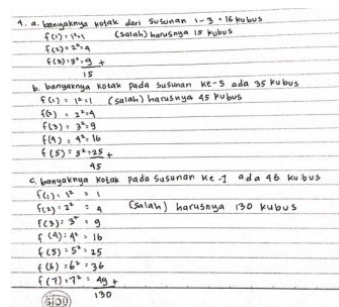 4. a. banyaknya kotak dari susunan 1-3 = 16 kubus
f(1) = 1²=1 (salah) harusnya 15 kubus
f(2) = 2²=4
f(3) = 3²=9 +
15
b. banyaknya kotak pada susunan ke-5 ada 35 kubus
f(1) = 1²=1 (salah) harusnya 45 kubus
f(2) = 2²=4
f(3) = 3²=9
f(4) = 4²=16
f(5) = 5²=25 +
45
c. banyaknya kotak pada susunan ke-7 ada 46 kubus
f(1) = 1² = 1
f(2) = 2² = 4 (salah) harusnya 130 kubus
f(3) = 3² = 9
f(4) = 4² = 16
f(5) = 5² = 25
f(6) = 6² = 36
f(7) = 7² = 49 +
130
SIDU